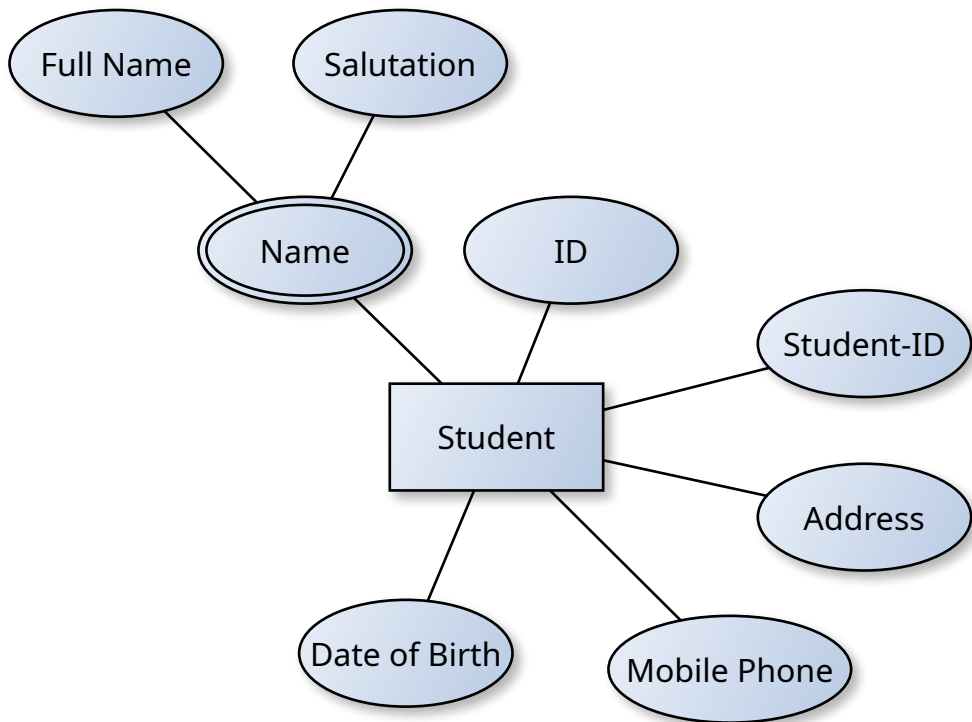 Full Name
Salutation
Name
ID
Student-ID
Student
Address
Date of Birth
Mobile Phone